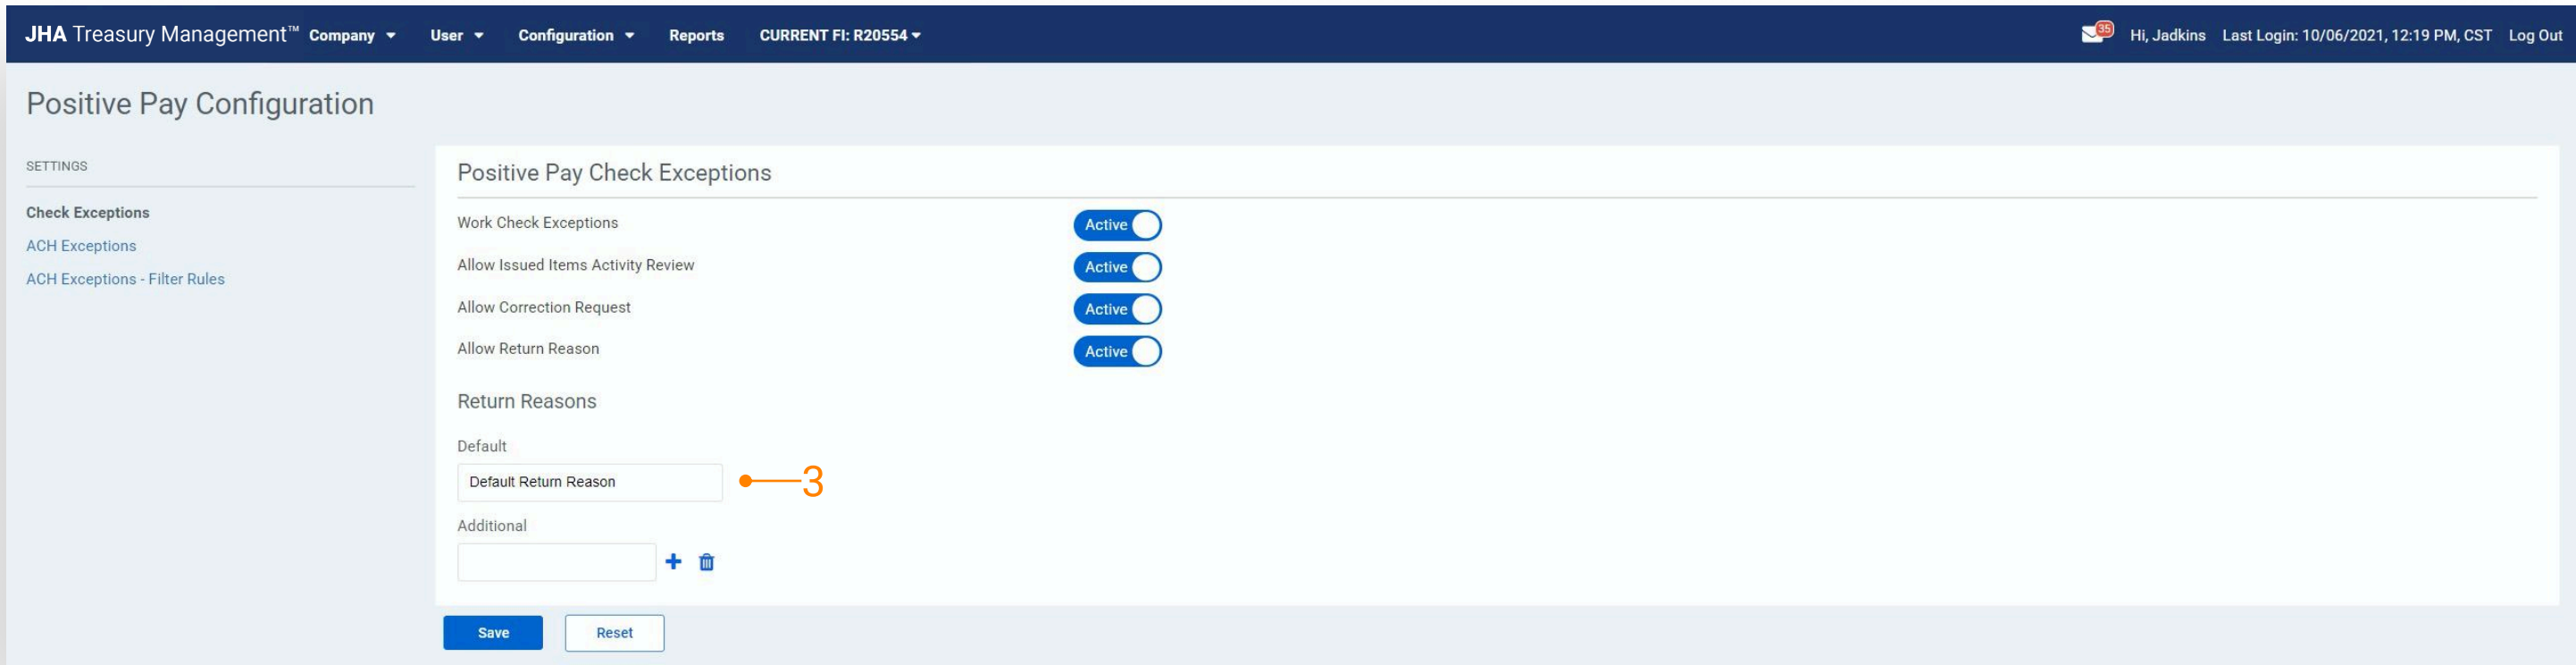 JHA Treasury Management™ Company User Configuration Reports CURRENT FI: R20554 35 Hi, Jadkins Last Login: 10/06/2021, 12:19 PM, CST Log Out
Positive Pay Configuration
SETTINGS
Check Exceptions
ACH Exceptions
ACH Exceptions - Filter Rules
Positive Pay Check Exceptions
Work Check Exceptions Active
Allow Issued Items Activity Review Active
Allow Correction Request Active
Allow Return Reason Active
Return Reasons
Default
Default Return Reason 3
Additional
Save Reset